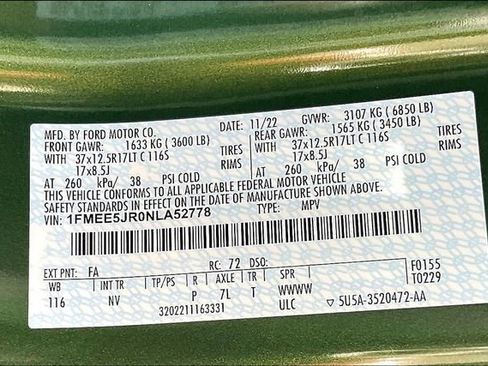 MFD. BY FORD MOTOR CO.
11/22 GVWR: 3107 KG (6850 LB)
FRONT GAWR: 1633 KG (3600 LB)
REAR GAWR: 1565 KG (3450 LB)
WITH 37x12.5R17LT C 116S TIRES
WITH 37x12.5R17LT C 116S TIRES
17x8.5J RIMS
17x8.5J RIMS
AT 260 kPa/ 38 PSI COLD
AT 260 kPa/ 38 PSI COLD
THIS VEHICLE CONFORMS TO ALL APPLICABLE FEDERAL MOTOR VEHICLE
SAFETY AND THEFT PREVENTION STANDARDS IN EFFECT ON THE DATE OF MANUFACTURE SHOWN ABOVE.
VIN: 1FMEE5JR0NLA52778
TYPE: MPV
EXT PNT: FA RC: 72 DSO:
F0155
T0229
WB INT TR TP/PS R AXLE TR SPR
116 NV P 7L T WWWW
3202211163331 ULC ▽ 5U5A-3520472-AA